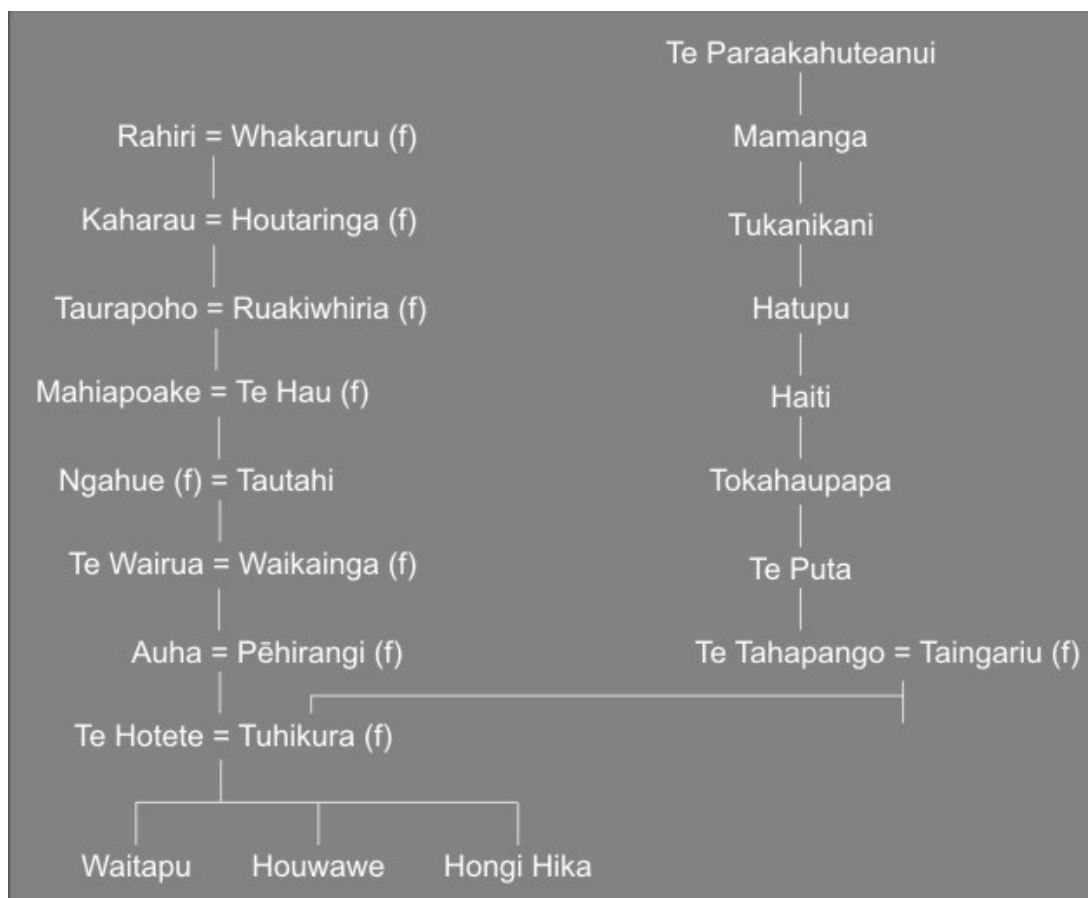 Te Paraakahuteanui
Rahiri = Whakaruru (f)
Mamanga
Kaharau = Houtaringa (f)
Tukanikani
Taurapoho = Ruakiwhiria (f)
Hatupu
Mahiapoake = Te Hau (f)
Haiti
Ngahue (f) = Tautahi
Tokahaupapa
Te Wairua = Waikainga (f)
Te Puta
Auha = Pēhirangi (f)
Te Tahapango = Taingariu (f)
Te Hotete = Tuhikura (f)
Waitapu
Houwawe
Hongi Hika